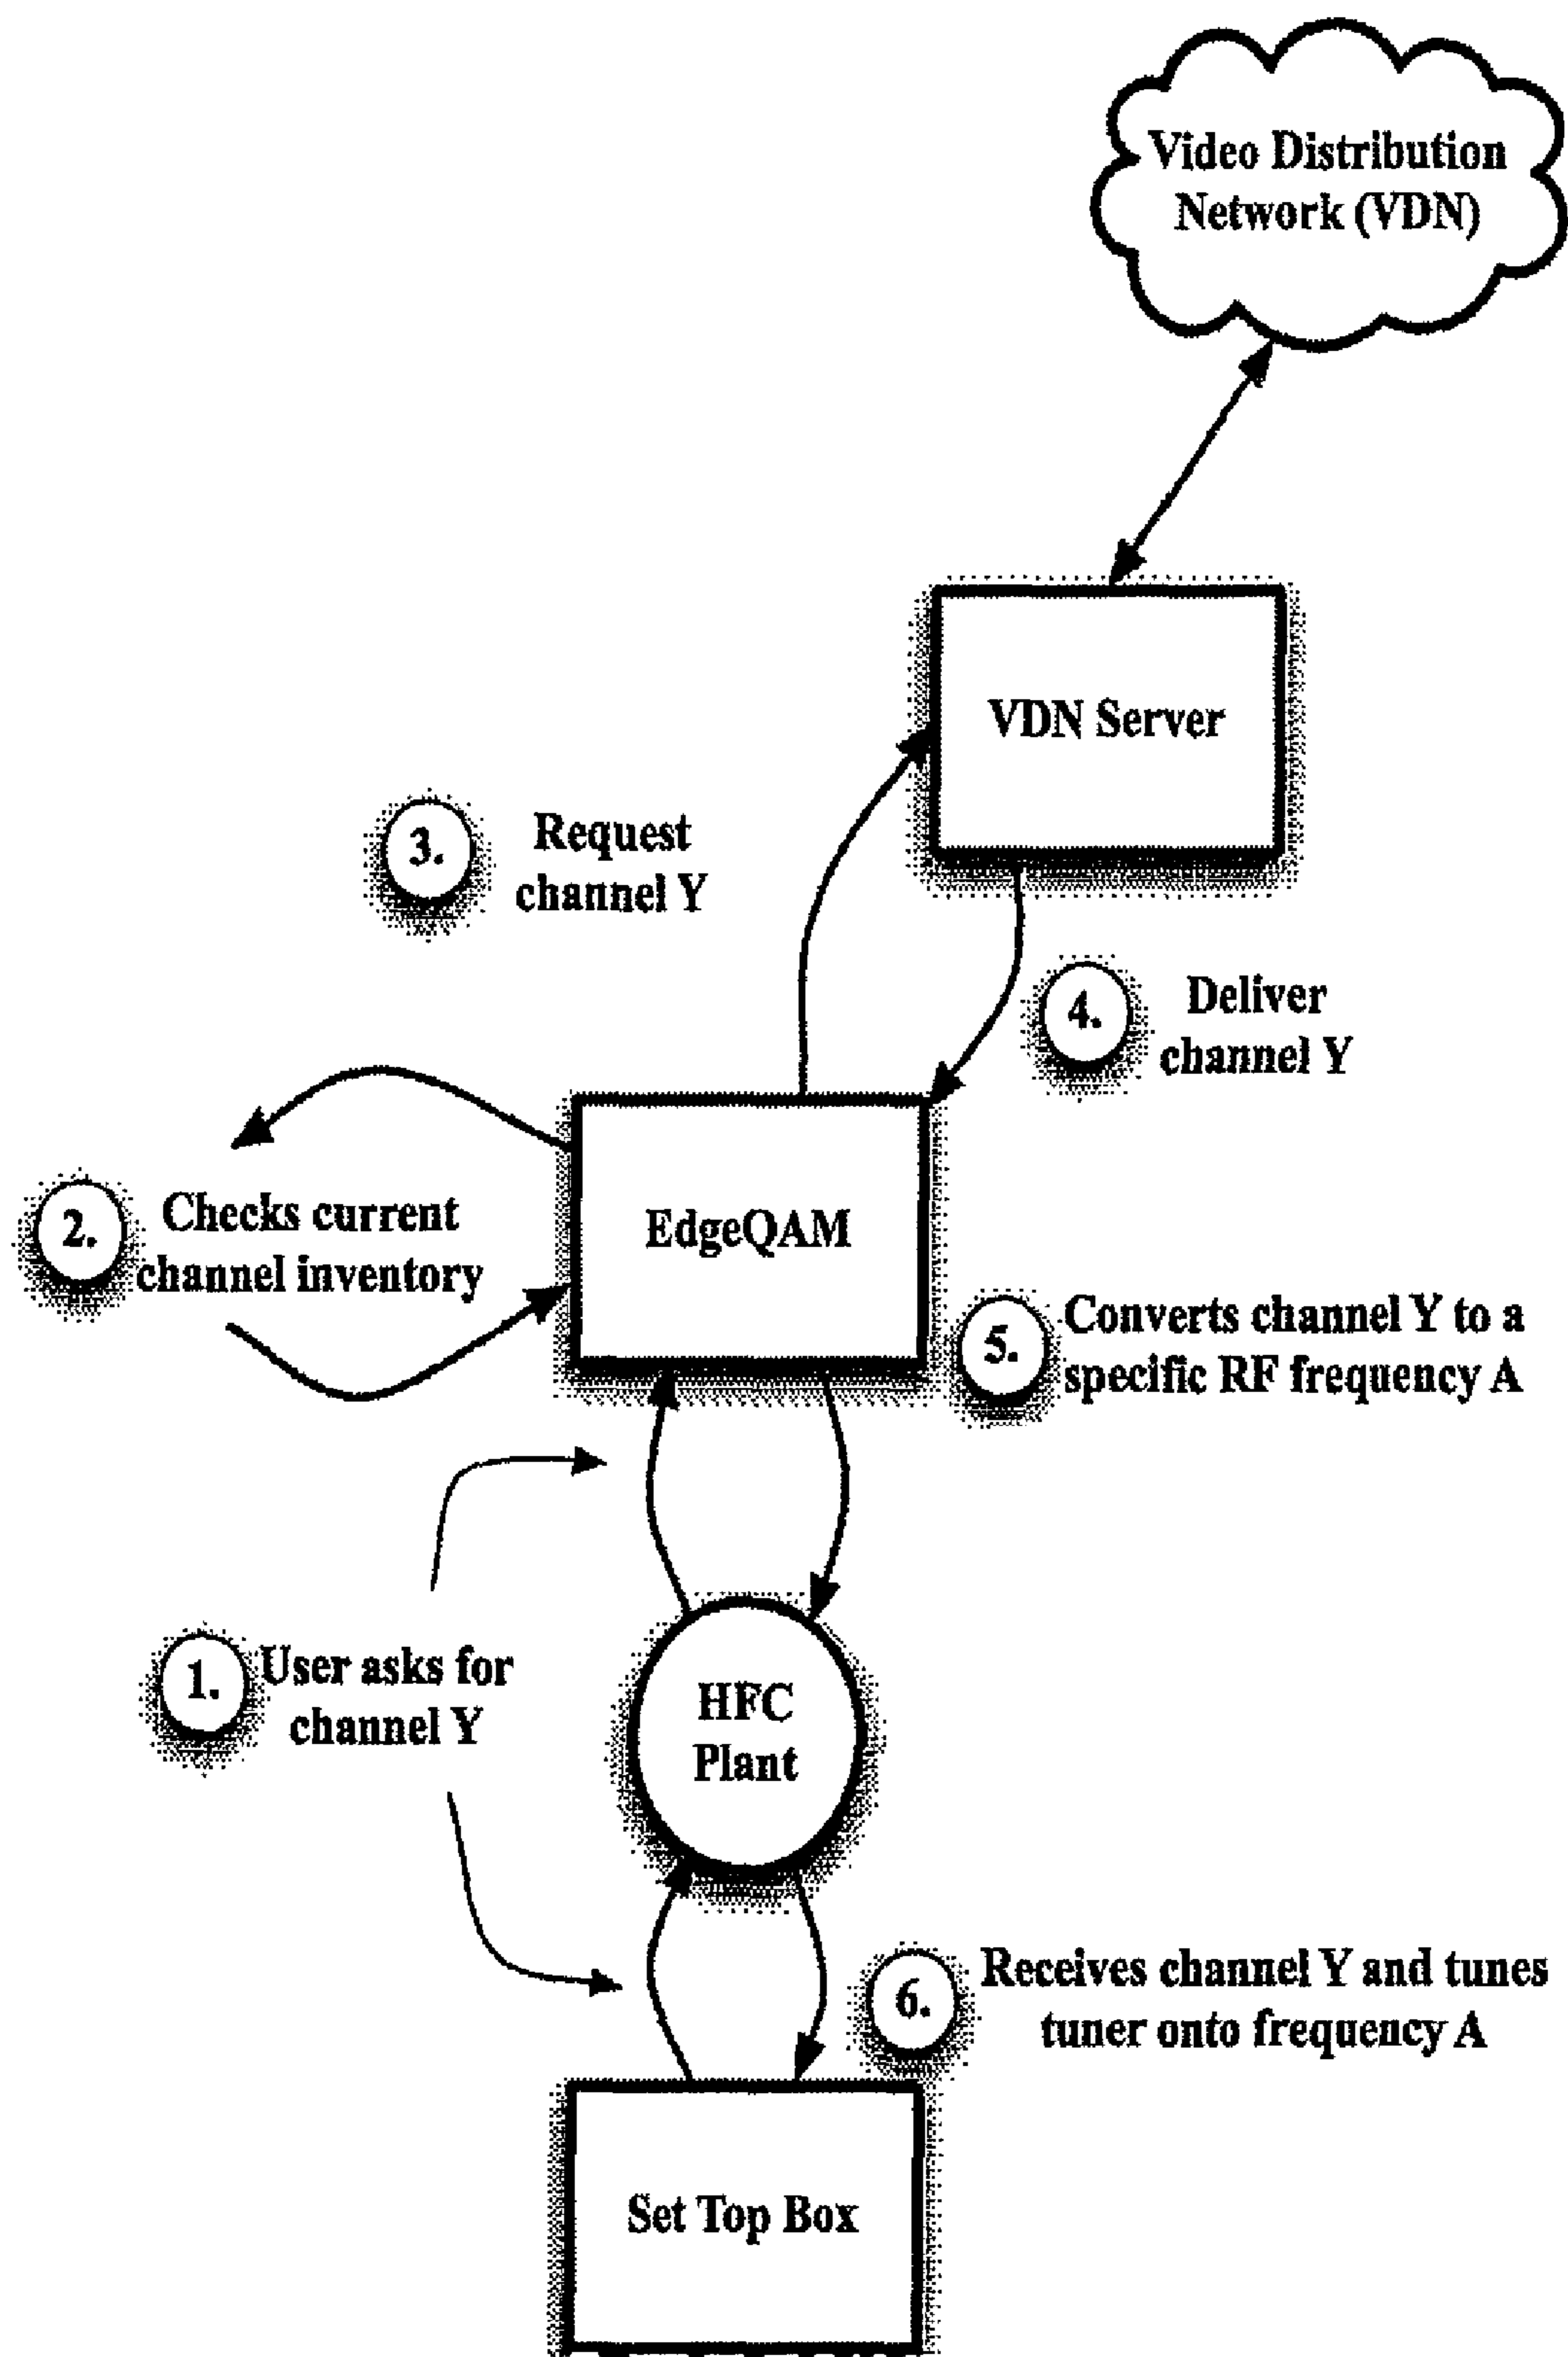 Video Distribution
Network (VDN)
VDN Server
3.
Request
channel Y
4.
Deliver
channel Y
EdgeQAM
2.
Checks current
channel inventory
5.
Converts channel Y to a
specific RF frequency A
1.
User asks for
channel Y
HFC
Plant
6.
Receives channel Y and tunes
tuner onto frequency A
Set Top Box